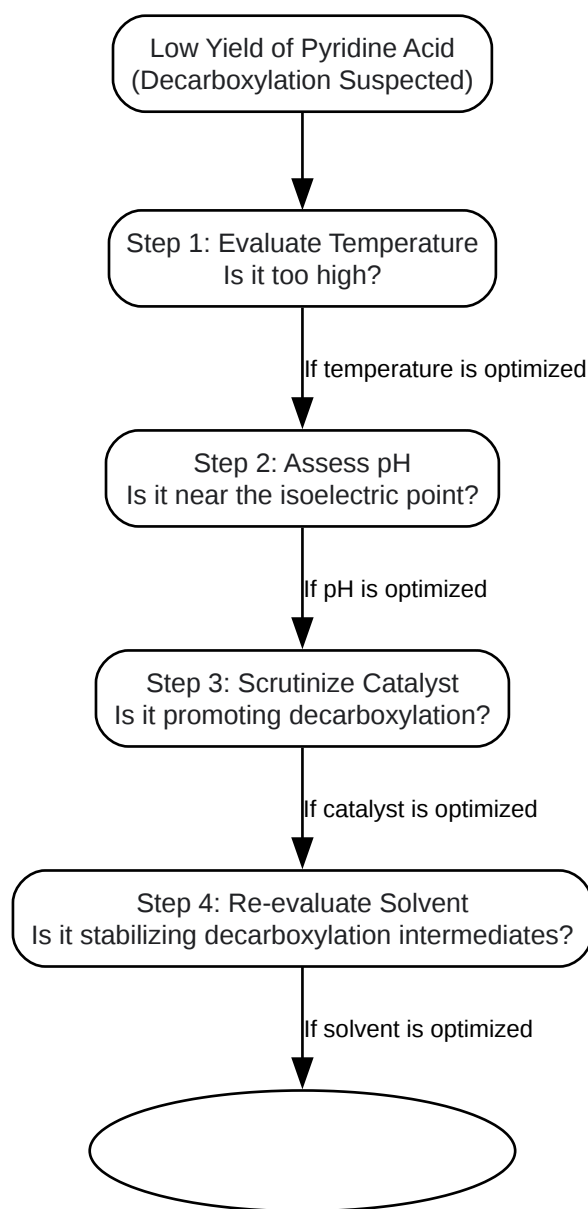 Low Yield of Pyridine Acid
(Decarboxylation Suspected)
Step 1: Evaluate Temperature
Is it too high?
If temperature is optimized
Step 2: Assess pH
Is it near the isoelectric point?
If pH is optimized
Step 3: Scrutinize Catalyst
Is it promoting decarboxylation?
If catalyst is optimized
Step 4: Re-evaluate Solvent
Is it stabilizing decarboxylation intermediates?
If solvent is optimized